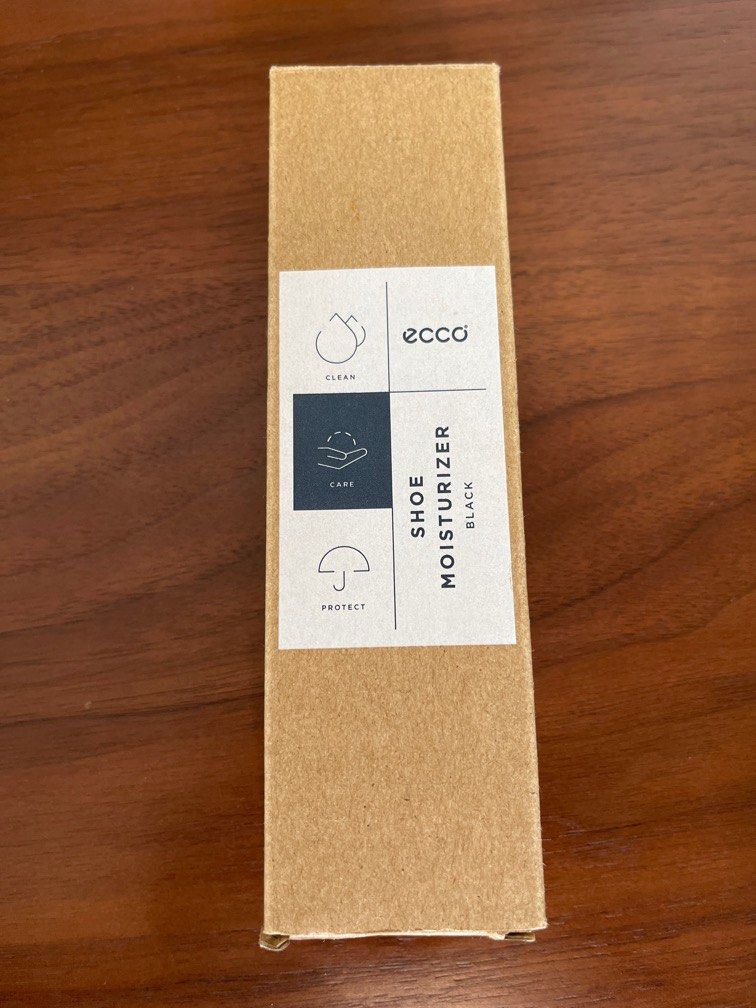 ecco
CLEAN
CARE
PROTECT
SHOE
MOISTURIZER
BLACK